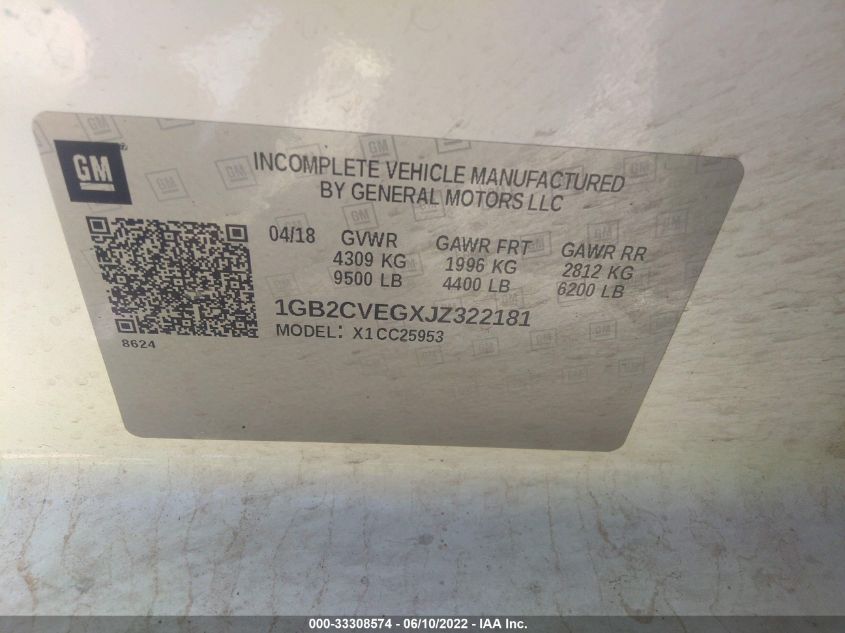 GM
INCOMPLETE VEHICLE MANUFACTURED
BY GENERAL MOTORS LLC
04/18 GVWR GAWR FRT GAWR RR
4309 KG 1996 KG 2812 KG
9500 LB 4400 LB 6200 LB
1GB2CVEGXJZ322181
MODEL: X1CC25953
8624
000-33308574 - 06/10/2022 - IAA Inc.